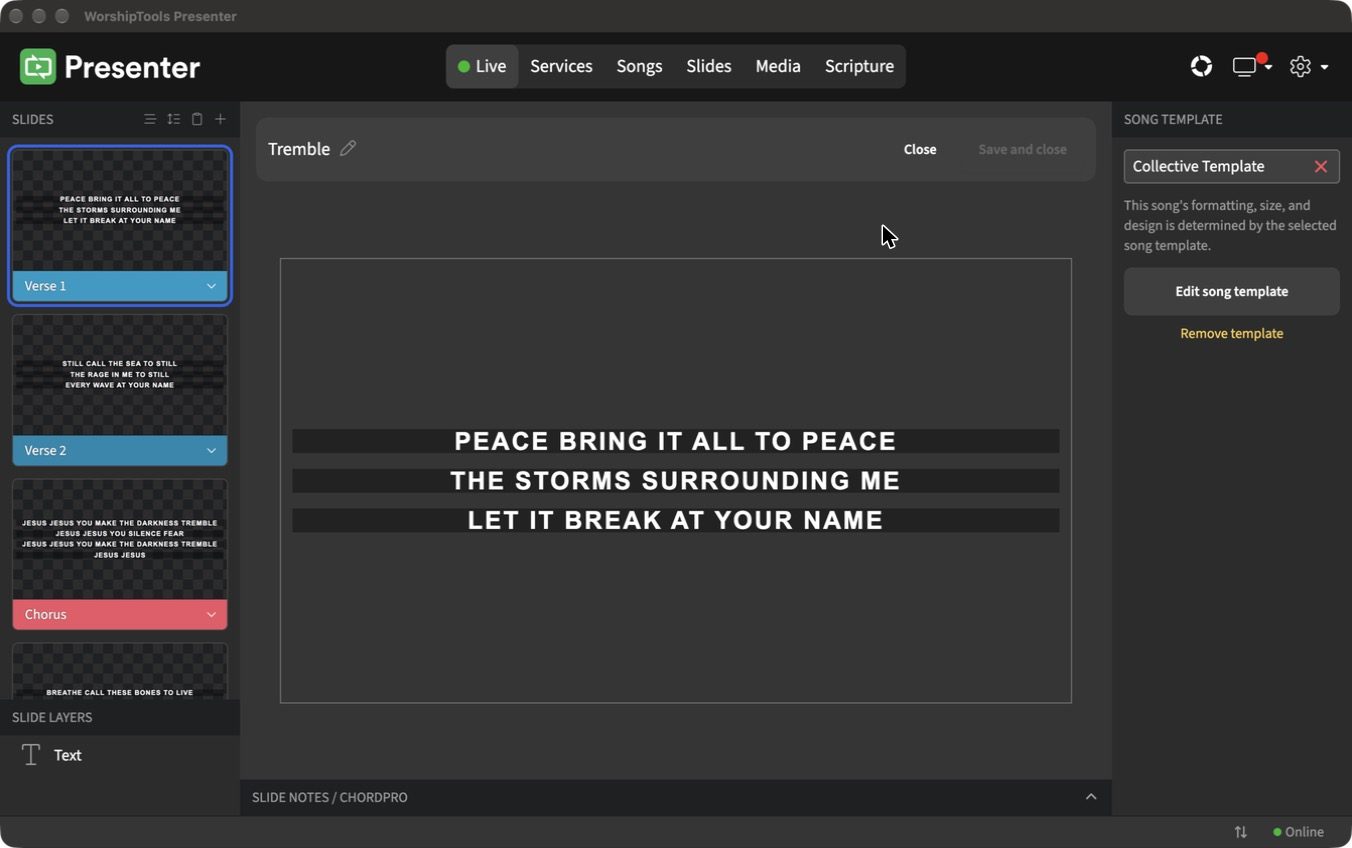 WorshipTools Presenter
Presenter
Live
Services
Songs
Slides
Media
Scripture
SLIDES
PEACE BRING IT ALL TO PEACE
THE STORMS SURROUNDING ME
LET IT BREAK AT YOUR NAME
Verse 1
STILL CALL THE SEA TO STILL
THE RAGE IN ME TO STILL
EVERY WAVE AT YOUR NAME
Verse 2
JESUS JESUS YOU MAKE THE DARKNESS TREMBLE
JESUS JESUS YOU SILENCE FEAR
JESUS JESUS YOU MAKE THE DARKNESS TREMBLE
JESUS JESUS
Chorus
BREATHE CALL THESE BONES TO LIVE
SLIDE LAYERS
Text
Tremble
Close
Save and close
PEACE BRING IT ALL TO PEACE
THE STORMS SURROUNDING ME
LET IT BREAK AT YOUR NAME
SLIDE NOTES / CHORDPRO
SONG TEMPLATE
Collective Template
This song's formatting, size, and
design is determined by the selected
song template.
Edit song template
Remove template
Online